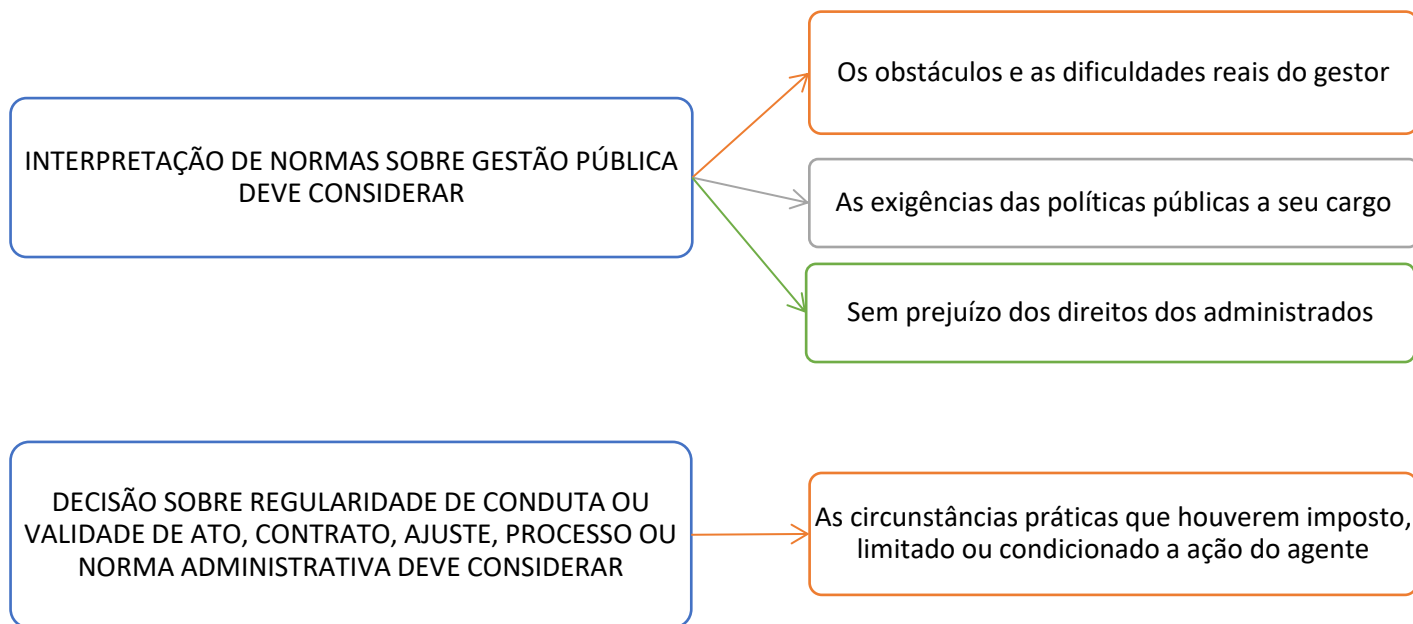 Os obstáculos e as dificuldades reais do gestor
INTERPRETAÇÃO DE NORMAS SOBRE GESTÃO PÚBLICA
DEVE CONSIDERAR
As exigências das políticas públicas a seu cargo
Sem prejuízo dos direitos dos administrados
DECISÃO SOBRE REGULARIDADE DE CONDUTA OU
VALIDADE DE ATO, CONTRATO, AJUSTE, PROCESSO OU
NORMA ADMINISTRATIVA DEVE CONSIDERAR
As circunstâncias práticas que houverem imposto,
limitado ou condicionado a ação do agente